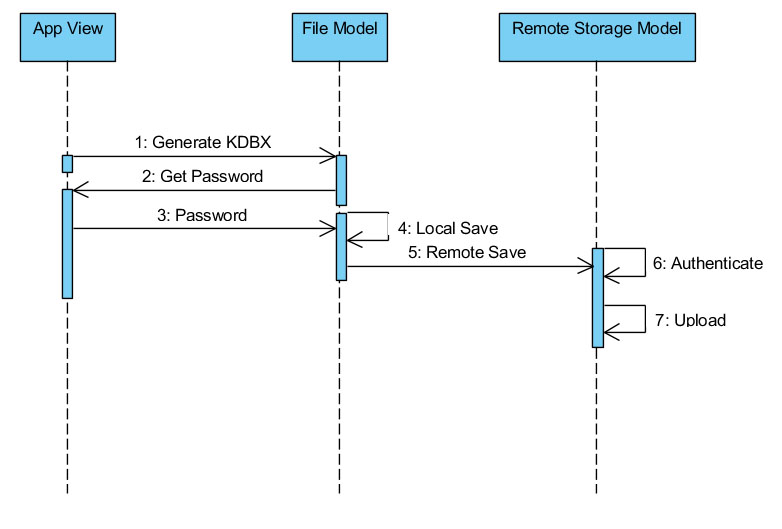 App View
File Model
Remote Storage Model
1: Generate KDBX
2: Get Password
3: Password
4: Local Save
5: Remote Save
6: Authenticate
7: Upload